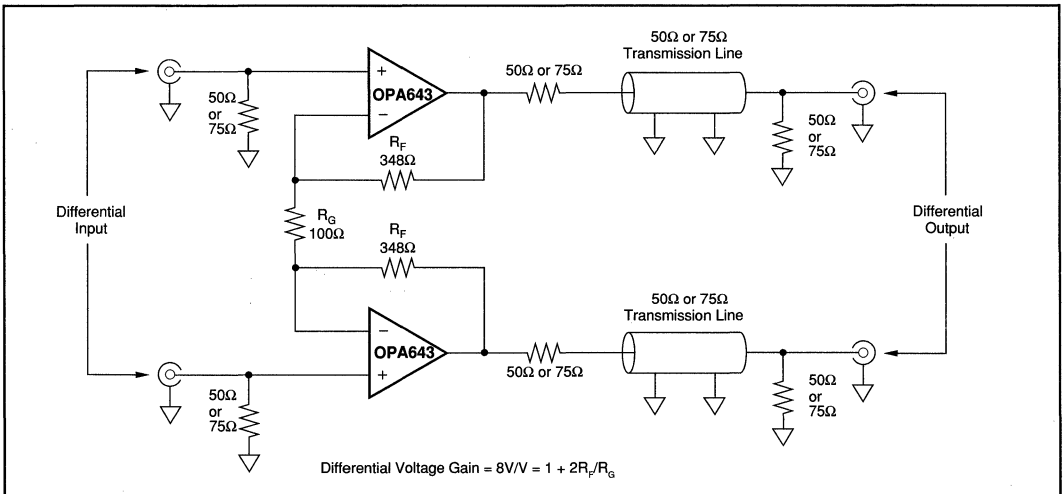 50Ω or 75Ω
Transmission Line
50Ω or 75Ω
+
OPA643
−
50Ω
or
75Ω
50Ω
or
75Ω
R_F
348Ω
Differential
Input
R_G
100Ω
R_F
348Ω
Differential
Output
50Ω or 75Ω
Transmission Line
−
OPA643
+
50Ω or 75Ω
50Ω
or
75Ω
50Ω
or
75Ω
Differential Voltage Gain = 8V/V = 1 + 2R_F/R_G